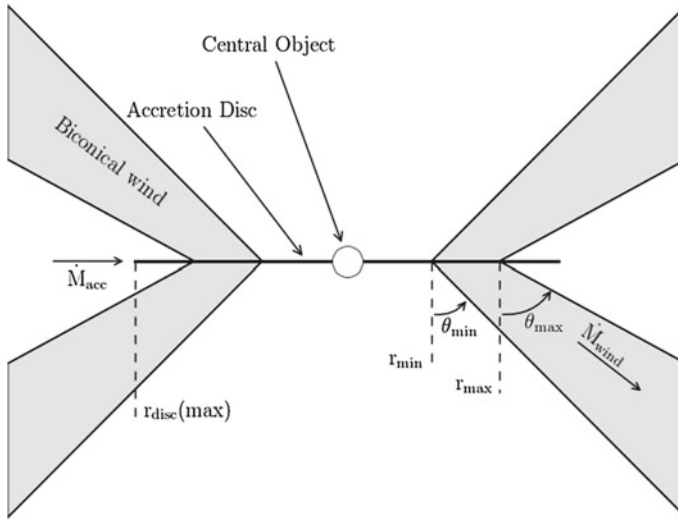 Central Object
Accretion Disc
Biconical wind
Ṁacc
θmin
θmax
Ṁwind
rmin
rmax
rdisc(max)